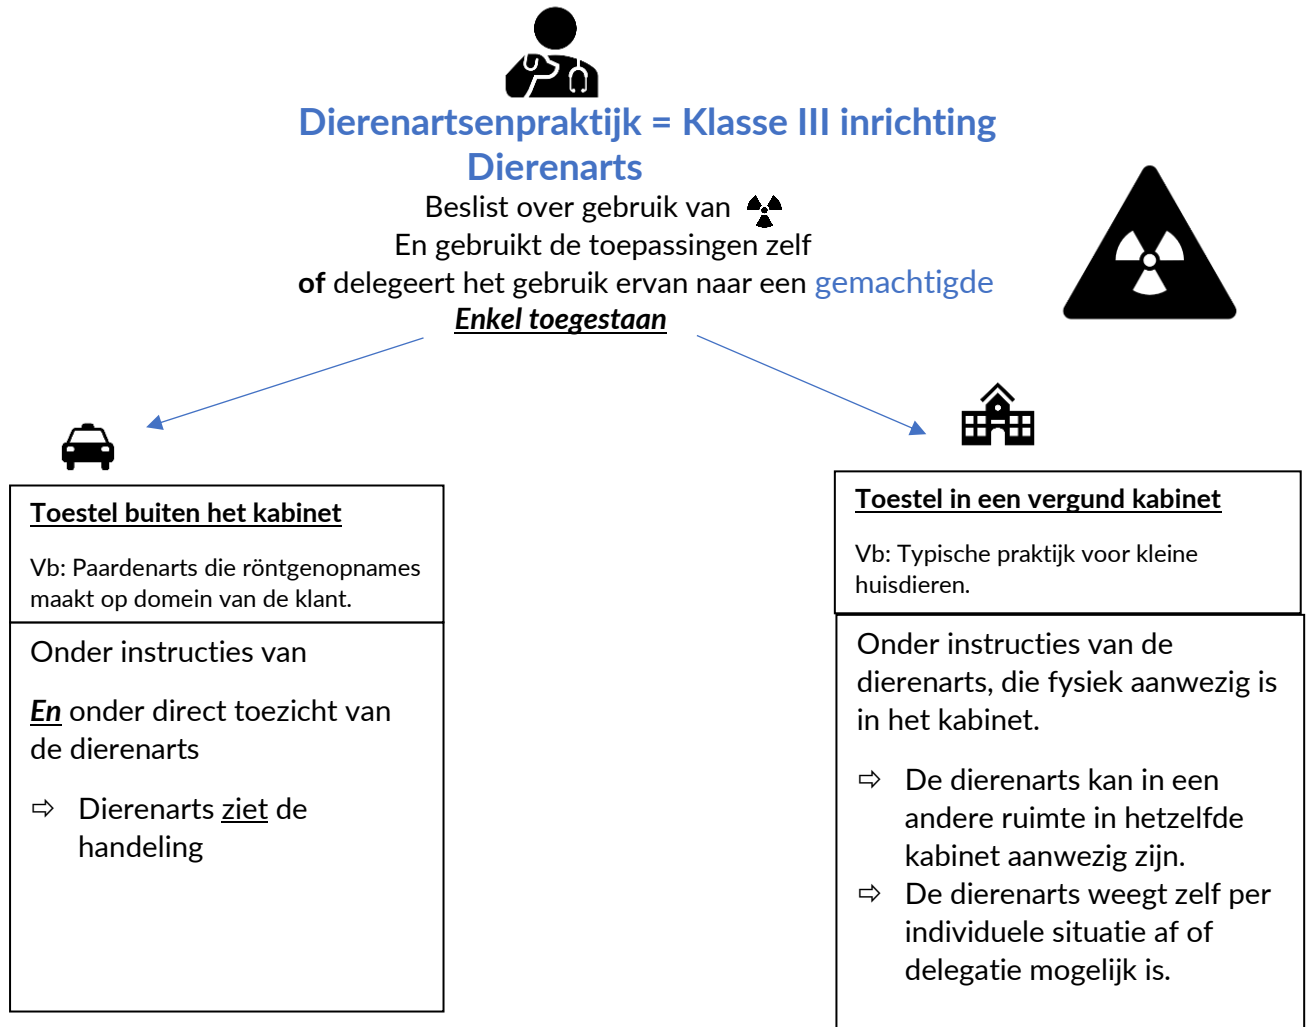 Dierenartsenpraktijk = Klasse III inrichting
Dierenarts
Beslist over gebruik van
En gebruikt de toepassingen zelf
of delegeert het gebruik ervan naar een gemachtigde
Enkel toegestaan
Toestel buiten het kabinet
Vb: Paardenarts die röntgenopnames
maakt op domein van de klant.
Onder instructies van
En onder direct toezicht van
de dierenarts
⇨ Dierenarts ziet de
handeling
Toestel in een vergund kabinet
Vb: Typische praktijk voor kleine
huisdieren.
Onder instructies van de
dierenarts, die fysiek aanwezig is
in het kabinet.
⇨ De dierenarts kan in een
andere ruimte in hetzelfde
kabinet aanwezig zijn.
⇨ De dierenarts weegt zelf per
individuele situatie af of
delegatie mogelijk is.